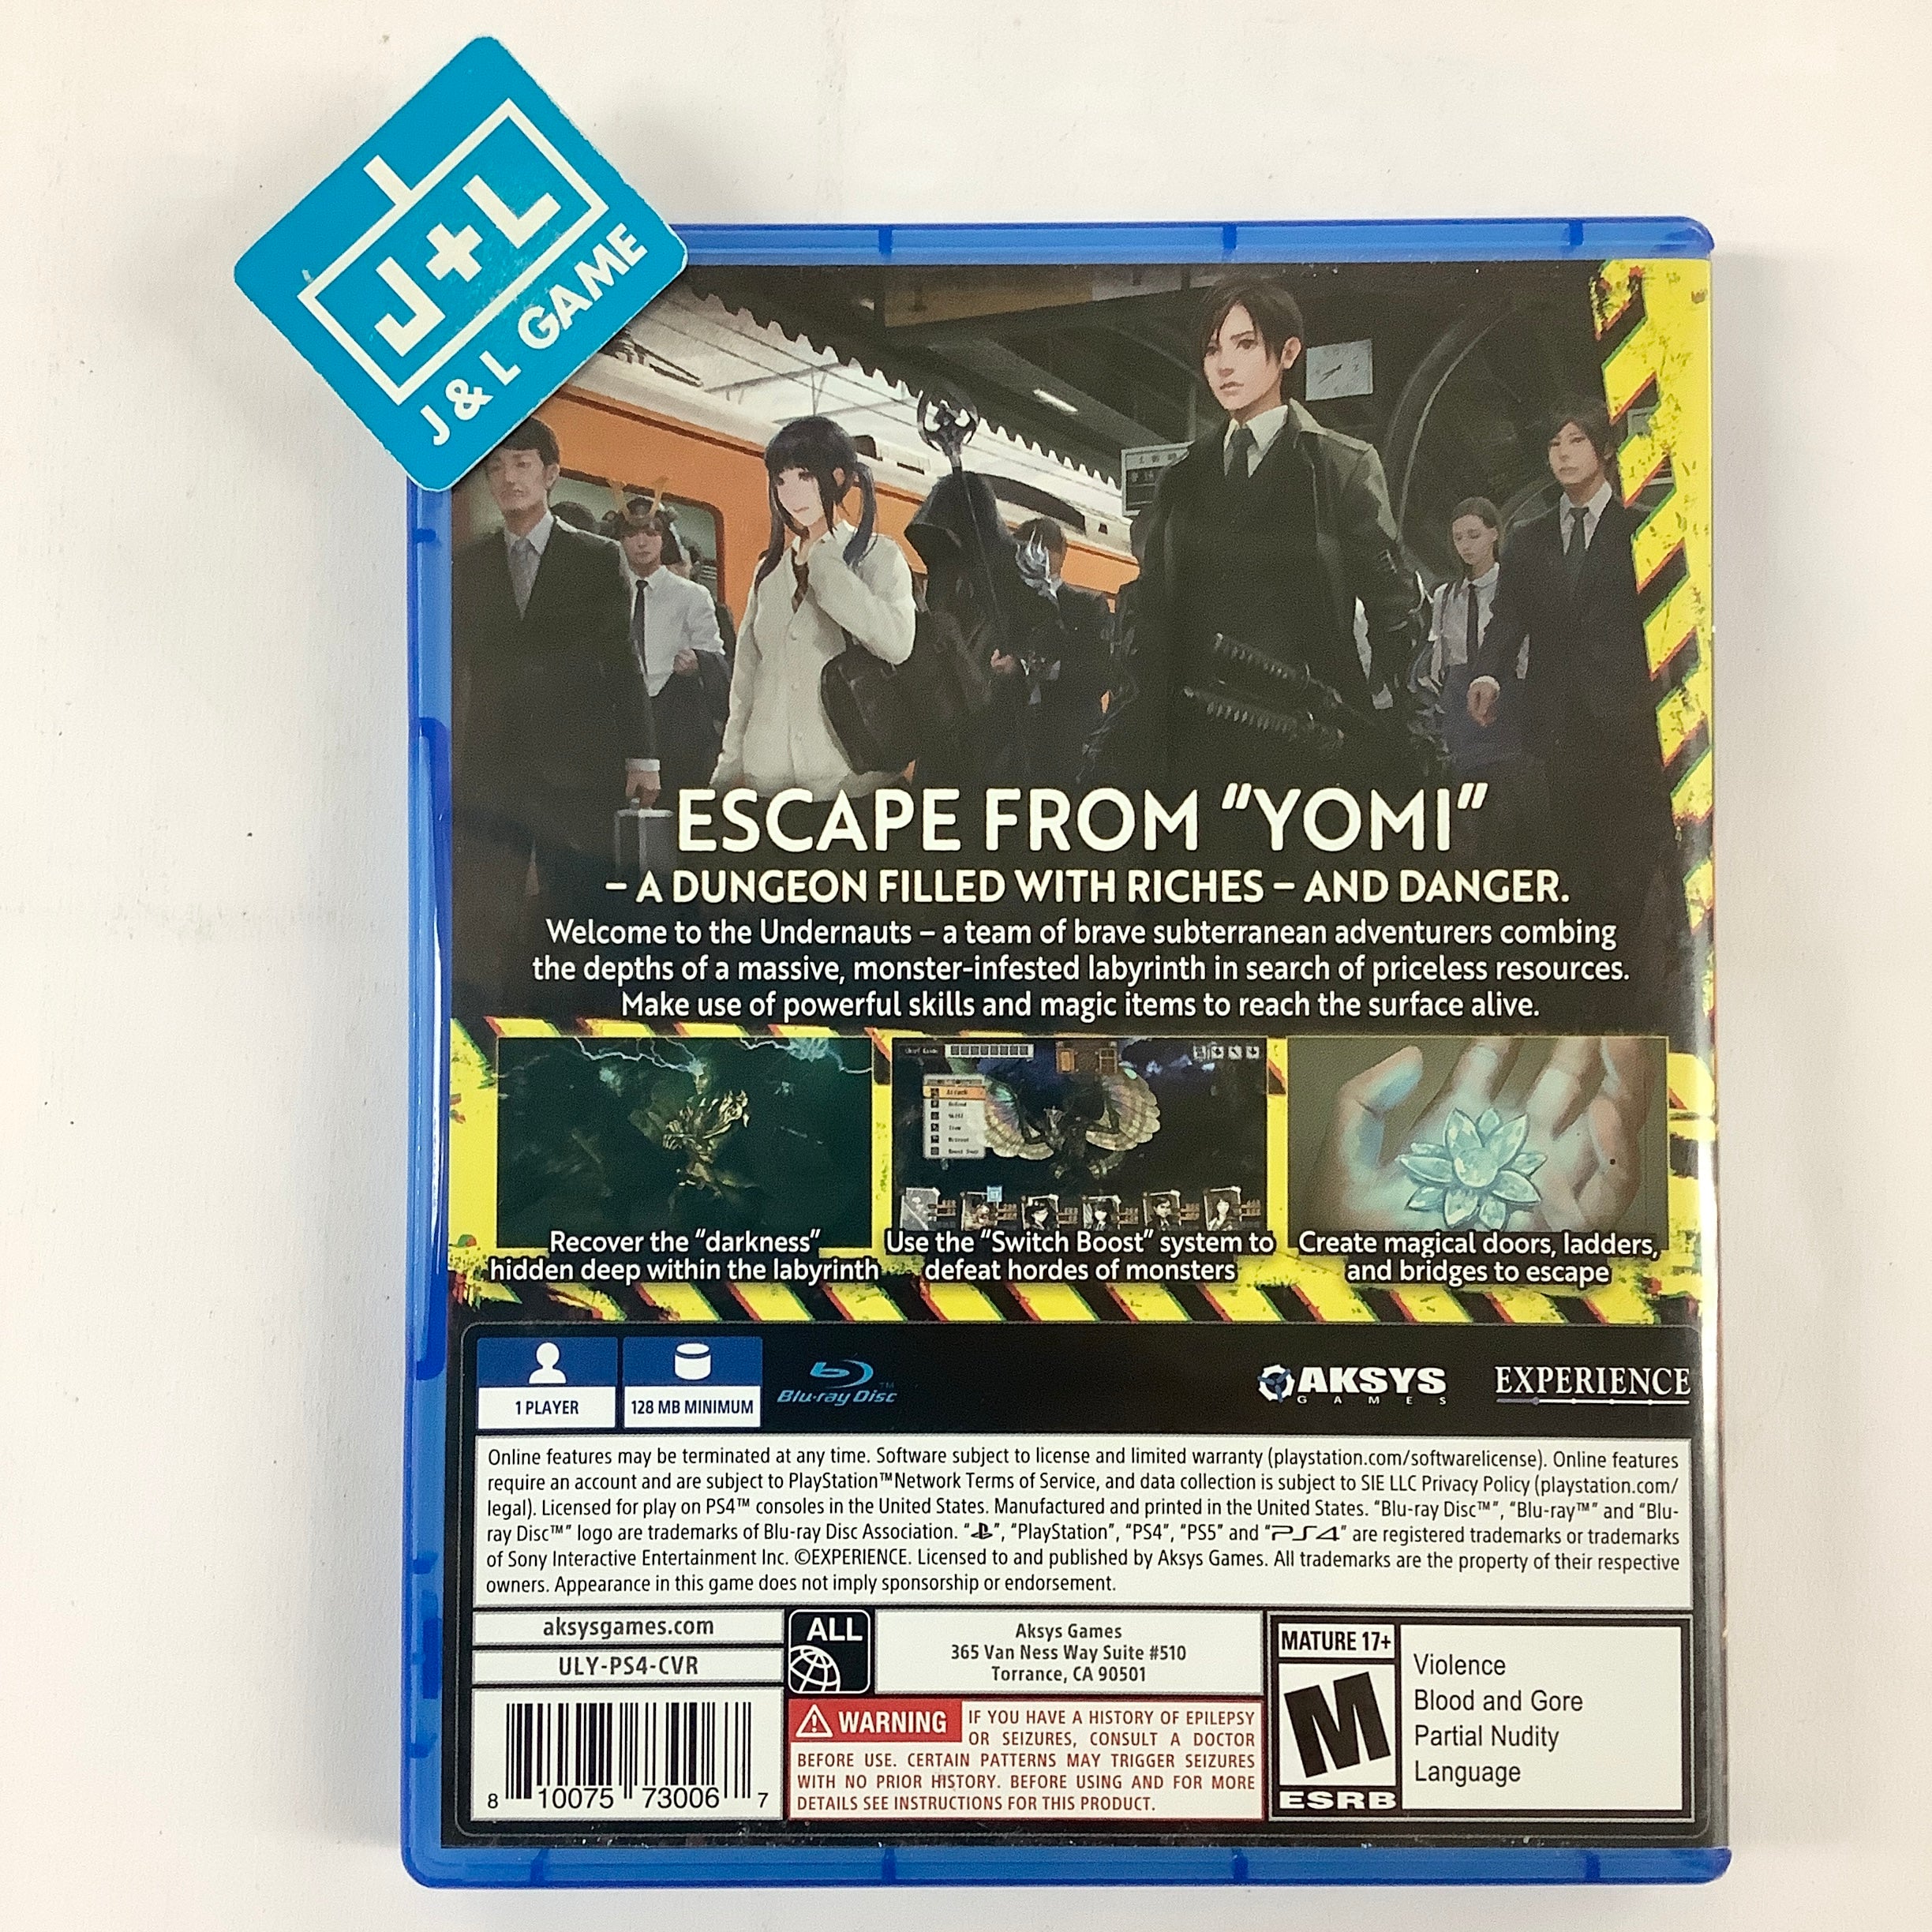 J+L
J & L GAME
ESCAPE FROM "YOMI"
– A DUNGEON FILLED WITH RICHES – AND DANGER.
Welcome to the Undernauts – a team of brave subterranean adventurers combing
the depths of a massive, monster-infested labyrinth in search of priceless resources.
Make use of powerful skills and magic items to reach the surface alive.
Recover the "darkness"
hidden deep within the labyrinth
Use the "Switch Boost" system to
defeat hordes of monsters
Create magical doors, ladders,
and bridges to escape
1 PLAYER
128 MB MINIMUM
Blu-ray Disc™
AKSYS
GAMES
EXPERIENCE
Online features may be terminated at any time. Software subject to license and limited warranty (playstation.com/softwarelicense). Online features
require an account and are subject to PlayStation™Network Terms of Service, and data collection is subject to SIE LLC Privacy Policy (playstation.com/
legal). Licensed for play on PS4™ consoles in the United States. Manufactured and printed in the United States. "Blu-ray Disc™", "Blu-ray™" and "Blu-
ray Disc™" logo are trademarks of Blu-ray Disc Association. "PS", "PlayStation", "PS4", "PS5" and "PS4" are registered trademarks or trademarks
of Sony Interactive Entertainment Inc. ©EXPERIENCE. Licensed to and published by Aksys Games. All trademarks are the property of their respective
owners. Appearance in this game does not imply sponsorship or endorsement.
aksysgames.com
ULY-PS4-CVR
8 10075 73006 7
ALL
Aksys Games
365 Van Ness Way Suite #510
Torrance, CA 90501
WARNING IF YOU HAVE A HISTORY OF EPILEPSY
OR SEIZURES, CONSULT A DOCTOR
BEFORE USE. CERTAIN PATTERNS MAY TRIGGER SEIZURES
WITH NO PRIOR HISTORY. BEFORE USING AND FOR MORE
DETAILS SEE INSTRUCTIONS FOR THIS PRODUCT.
MATURE 17+
M
ESRB
Violence
Blood and Gore
Partial Nudity
Language